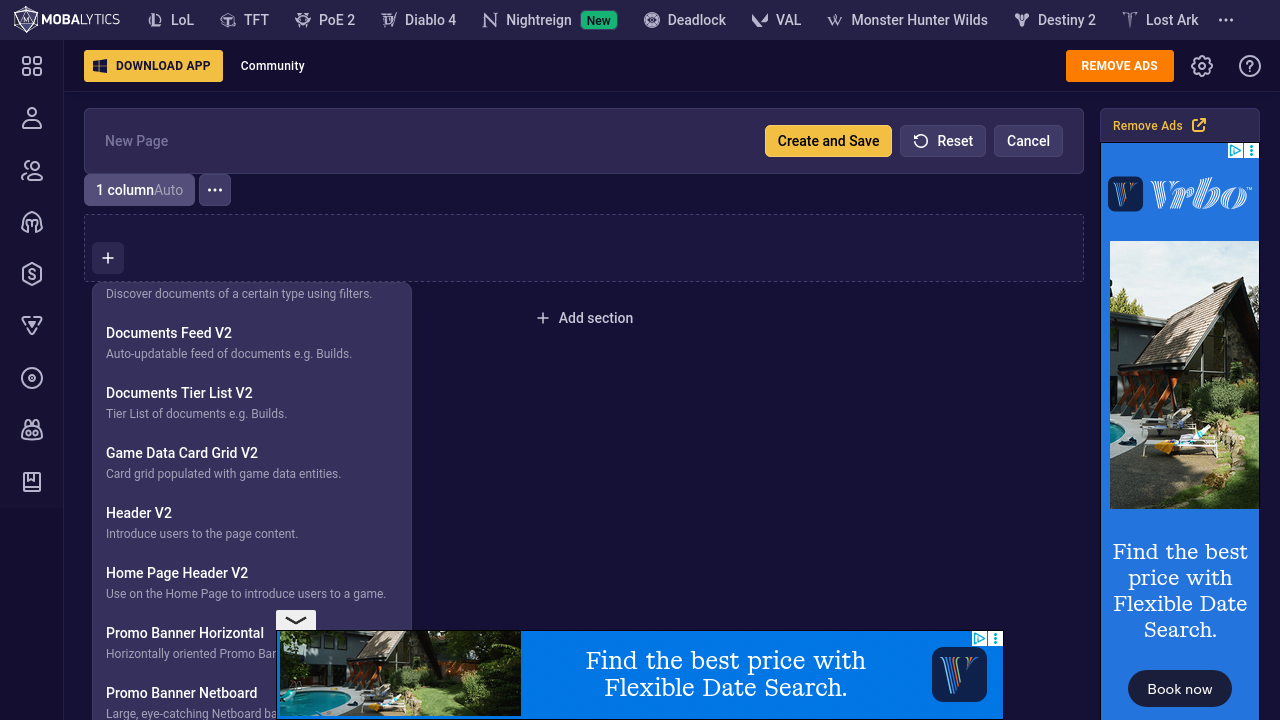 MOBALYTICS
LoL
TFT
PoE 2
Diablo 4
Nightreign New
Deadlock
VAL
Monster Hunter Wilds
Destiny 2
Lost Ark
DOWNLOAD APP
Community
REMOVE ADS
New Page
Create and Save
Reset
Cancel
Remove Ads
1 columnAuto
Vrbo
Discover documents of a certain type using filters.
Add section
Documents Feed V2
Auto-updatable feed of documents e.g. Builds.
Documents Tier List V2
Tier List of documents e.g. Builds.
Game Data Card Grid V2
Card grid populated with game data entities.
Header V2
Introduce users to the page content.
Home Page Header V2
Use on the Home Page to introduce users to a game.
Promo Banner Horizontal
Horizontally oriented Promo Ban
Promo Banner Netboard
Large, eye-catching Netboard ba
Find the best price with
Flexible Date Search.
Find the best
price with
Flexible Date
Search.
Book now